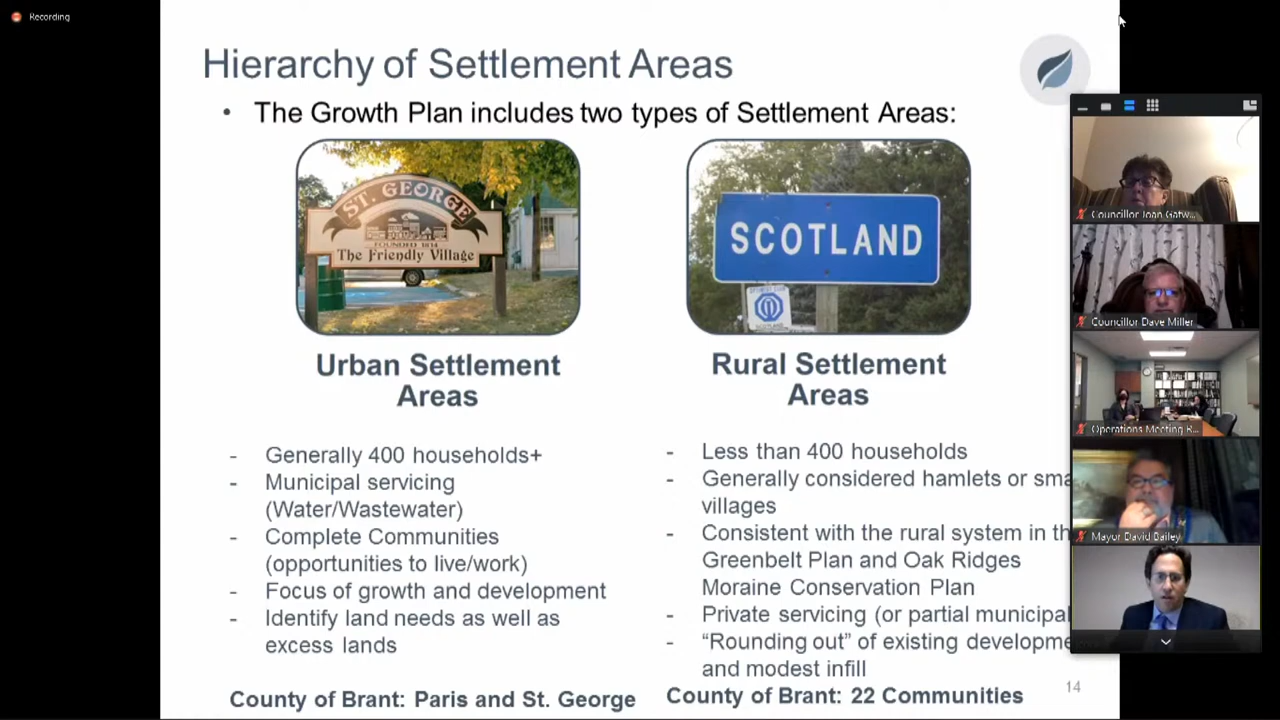 Recording
Hierarchy of Settlement Areas
• The Growth Plan includes two types of Settlement Areas:
ST. GEORGE
FOUNDED 1814
The Friendly Village
SCOTLAND
Urban Settlement
Areas
Rural Settlement
Areas
- Generally 400 households+
- Municipal servicing
(Water/Wastewater)
- Complete Communities
(opportunities to live/work)
- Focus of growth and development
- Identify land needs as well as
excess lands
County of Brant: Paris and St. George
- Less than 400 households
- Generally considered hamlets or sma
villages
- Consistent with the rural system in th
Greenbelt Plan and Oak Ridges
Moraine Conservation Plan
- Private servicing (or partial municipal
- “Rounding out” of existing developme
and modest infill
County of Brant: 22 Communities
14
Councillor Joan Gatw...
Councillor Dave Miller
Operations Meeting R...
Mayor David Bailey